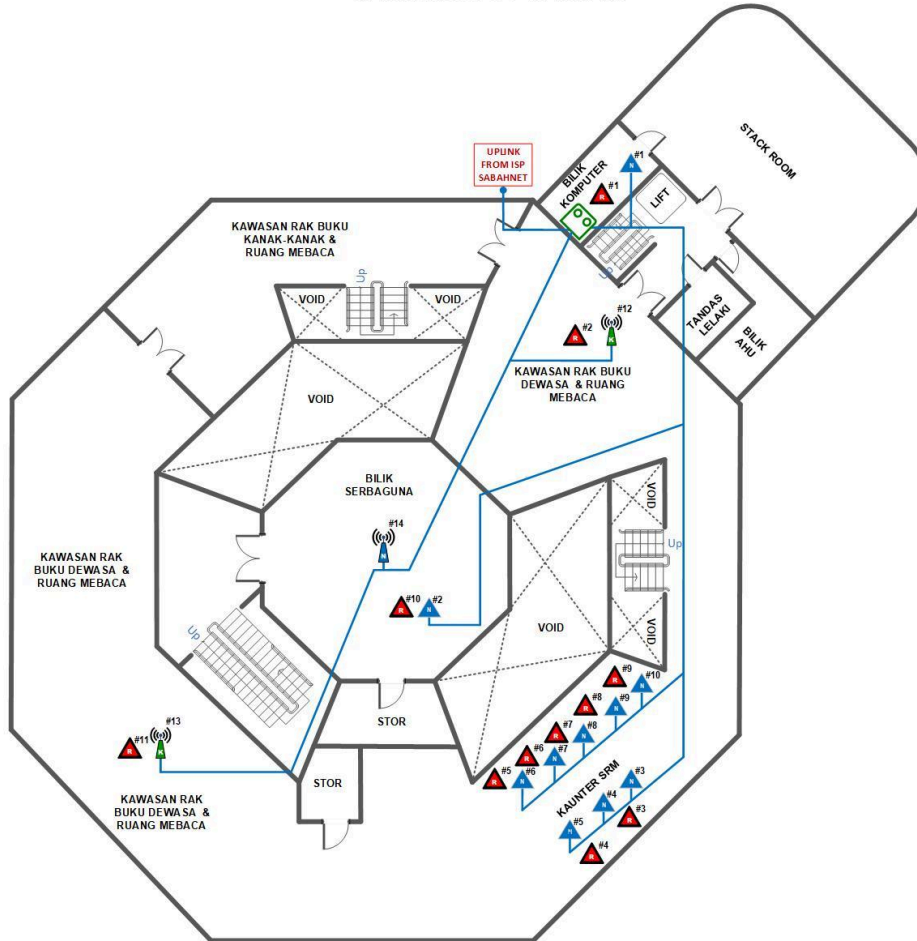 UPLINK
FROM ISP
SABAHNET
#1
BILIK
KOMPUTER
R
#1
N
LIFT
STACK ROOM
KAWASAN RAK BUKU
KANAK-KANAK &
RUANG MEBACA
Up
VOID
VOID
Up
TANDAS
LELAKI
BILIK
AHU
#2
R
#12
K
KAWASAN RAK BUKU
DEWASA & RUANG
MEBACA
VOID
BILIK
SERBAGUNA
#14
N
VOID
Up
VOID
KAWASAN RAK
BUKU DEWASA &
RUANG MEBACA
#10
R
#2
N
VOID
Up
#9
R
#10
N
#8
R
#9
N
#7
R
#8
N
#6
R
#7
N
#5
R
#6
N
STOR
#11
R
#13
K
STOR
KAWASAN RAK
BUKU DEWASA &
RUANG MEBACA
KAUNTER SRM
#3
N
#4
N
#3
R
#5
N
#4
R